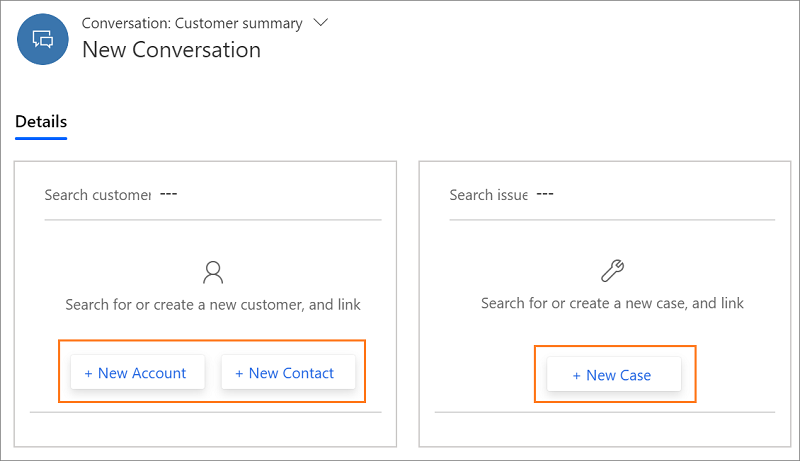 Conversation: Customer summary
New Conversation
Details
Search customer ---
Search for or create a new customer, and link
+ New Account
+ New Contact
Search issue ---
Search for or create a new case, and link
+ New Case